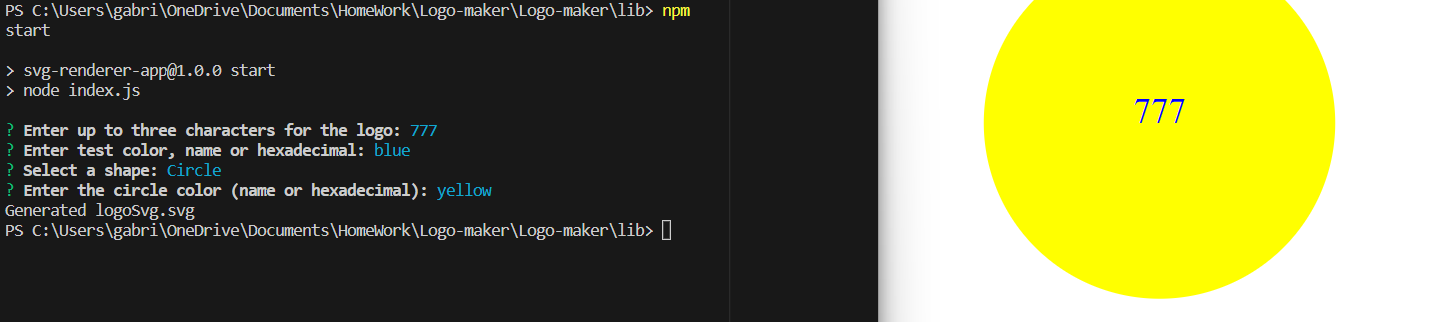 PS C:\Users\gabri\OneDrive\Documents\HomeWork\Logo-maker\Logo-maker\lib> npm
start
> svg-renderer-app@1.0.0 start
> node index.js
? Enter up to three characters for the logo: 777
? Enter test color, name or hexadecimal: blue
? Select a shape: Circle
? Enter the circle color (name or hexadecimal): yellow
Generated logoSvg.svg
PS C:\Users\gabri\OneDrive\Documents\HomeWork\Logo-maker\Logo-maker\lib>
777